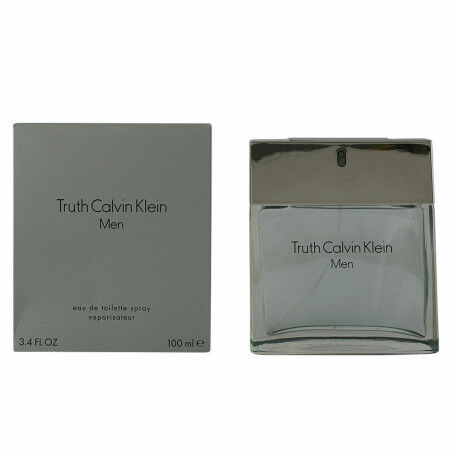 Truth Calvin Klein
Men
eau de toilette spray
vaporisateur
3.4 FL OZ 100 ml ℮
Truth Calvin Klein
Men